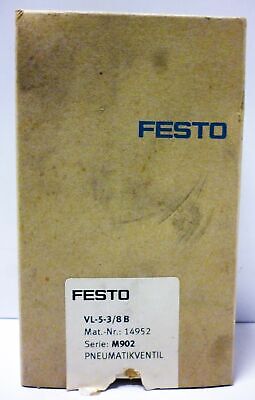 FESTO
FESTO
VL-5-3/8 B
Mat.-Nr.: 14952
Serie: M902
PNEUMATIKVENTIL